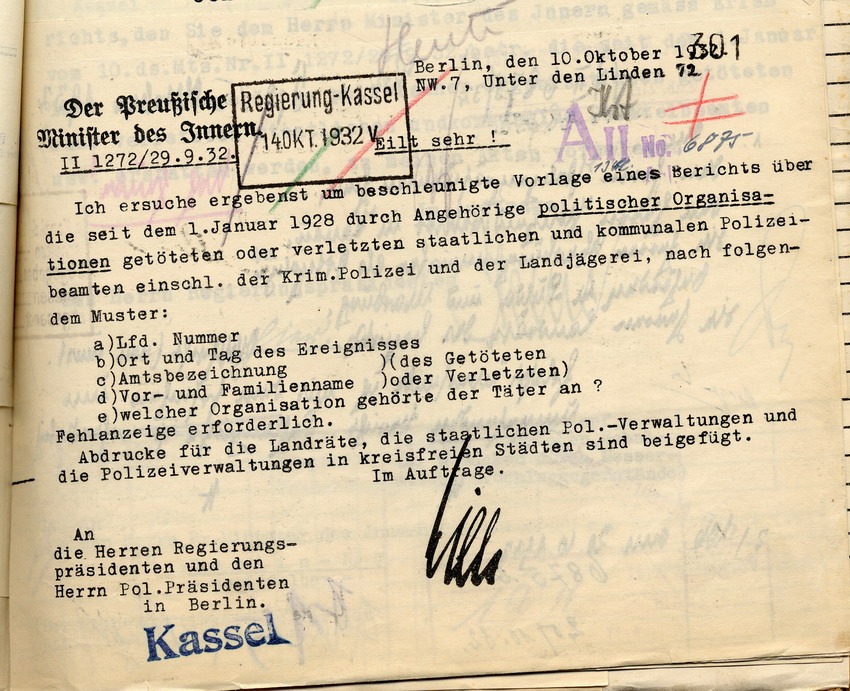 Berlin, den 10.Oktober 1932.
301
NW.7, Unter den Linden 72.
Der Preußische
Minister des Innern.
II 1272/29.9.32.
Regierung-Kassel
14.OKT.1932 V.
Eilt sehr !
A II No. 6875
Ich ersuche ergebenst um beschleunigte Vorlage eines Berichts über
die seit dem 1.Januar 1928 durch Angehörige politischer Organisa-
tionen getöteten oder verletzten staatlichen und kommunalen Polizei-
beamten einschl. der Krim.Polizei und der Landjägerei, nach folgen-
dem Muster:
a)Lfd. Nummer
b)Ort und Tag des Ereignisses
c)Amtsbezeichnung )(des Getöteten
d)Vor- und Familienname )oder Verletzten)
e)welcher Organisation gehörte der Täter an ?
Fehlanzeige erforderlich.
Abdrucke für die Landräte, die staatlichen Pol.-Verwaltungen und
die Polizeiverwaltungen in kreisfreien Städten sind beigefügt.
Im Auftrage.
An
die Herren Regierungs-
präsidenten und den
Herrn Pol.Präsidenten
in Berlin.
Kassel